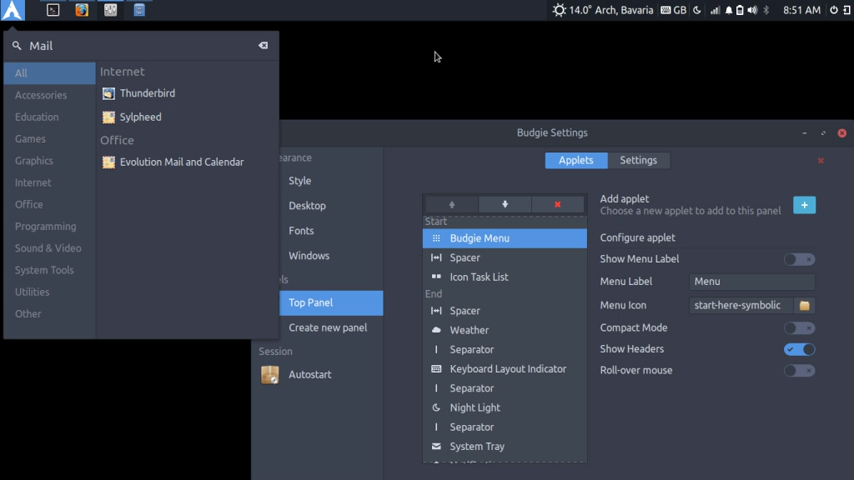 14.0° Arch, Bavaria
GB
8:51 AM
Mail
All
Accessories
Education
Games
Graphics
Internet
Office
Programming
Sound & Video
System Tools
Utilities
Other
Internet
Thunderbird
Sylpheed
Office
Evolution Mail and Calendar
Budgie Settings
earance
Style
Desktop
Fonts
Windows
els
Top Panel
Create new panel
Session
Autostart
Applets
Settings
Start
Budgie Menu
Spacer
Icon Task List
End
Spacer
Weather
Separator
Keyboard Layout Indicator
Separator
Night Light
Separator
System Tray
Add applet
Choose a new applet to add to this panel
Configure applet
Show Menu Label
Menu Label
Menu
Menu Icon
start-here-symbolic
Compact Mode
Show Headers
Roll-over mouse